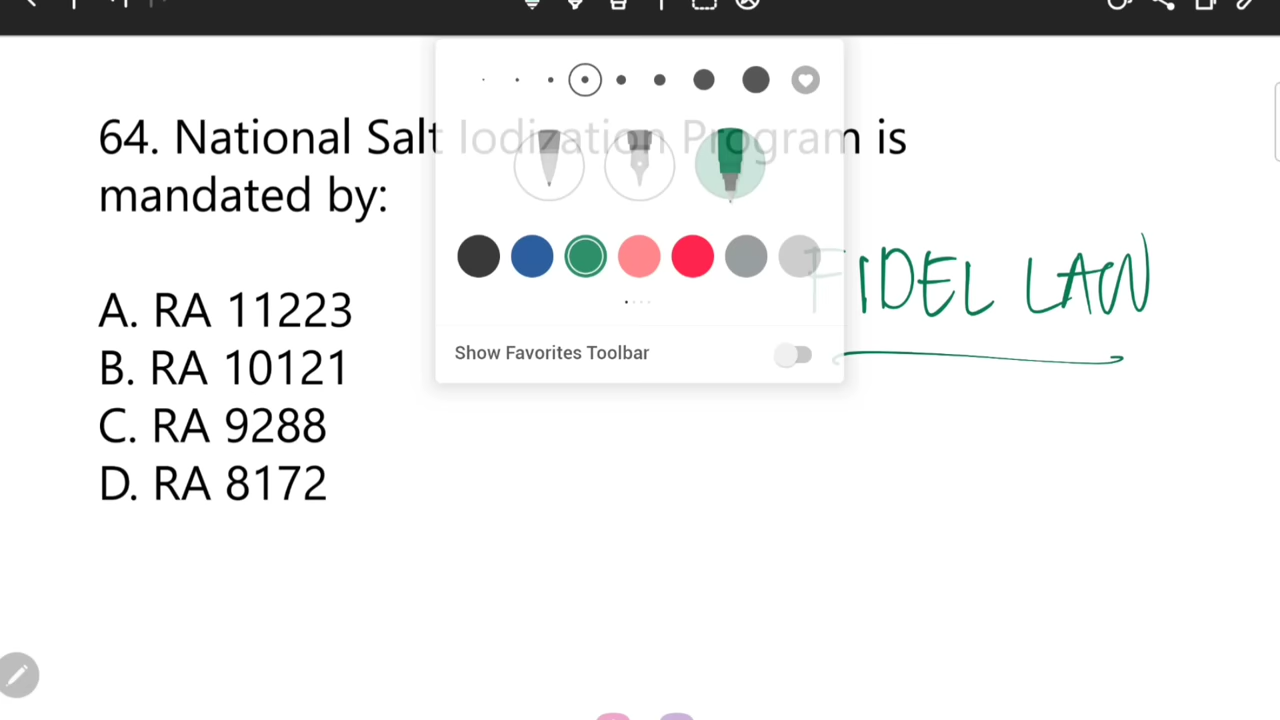 64. National Salt Iodization Program is
mandated by:
FIDEL LAW
A. RA 11223
B. RA 10121
C. RA 9288
D. RA 8172
Show Favorites Toolbar